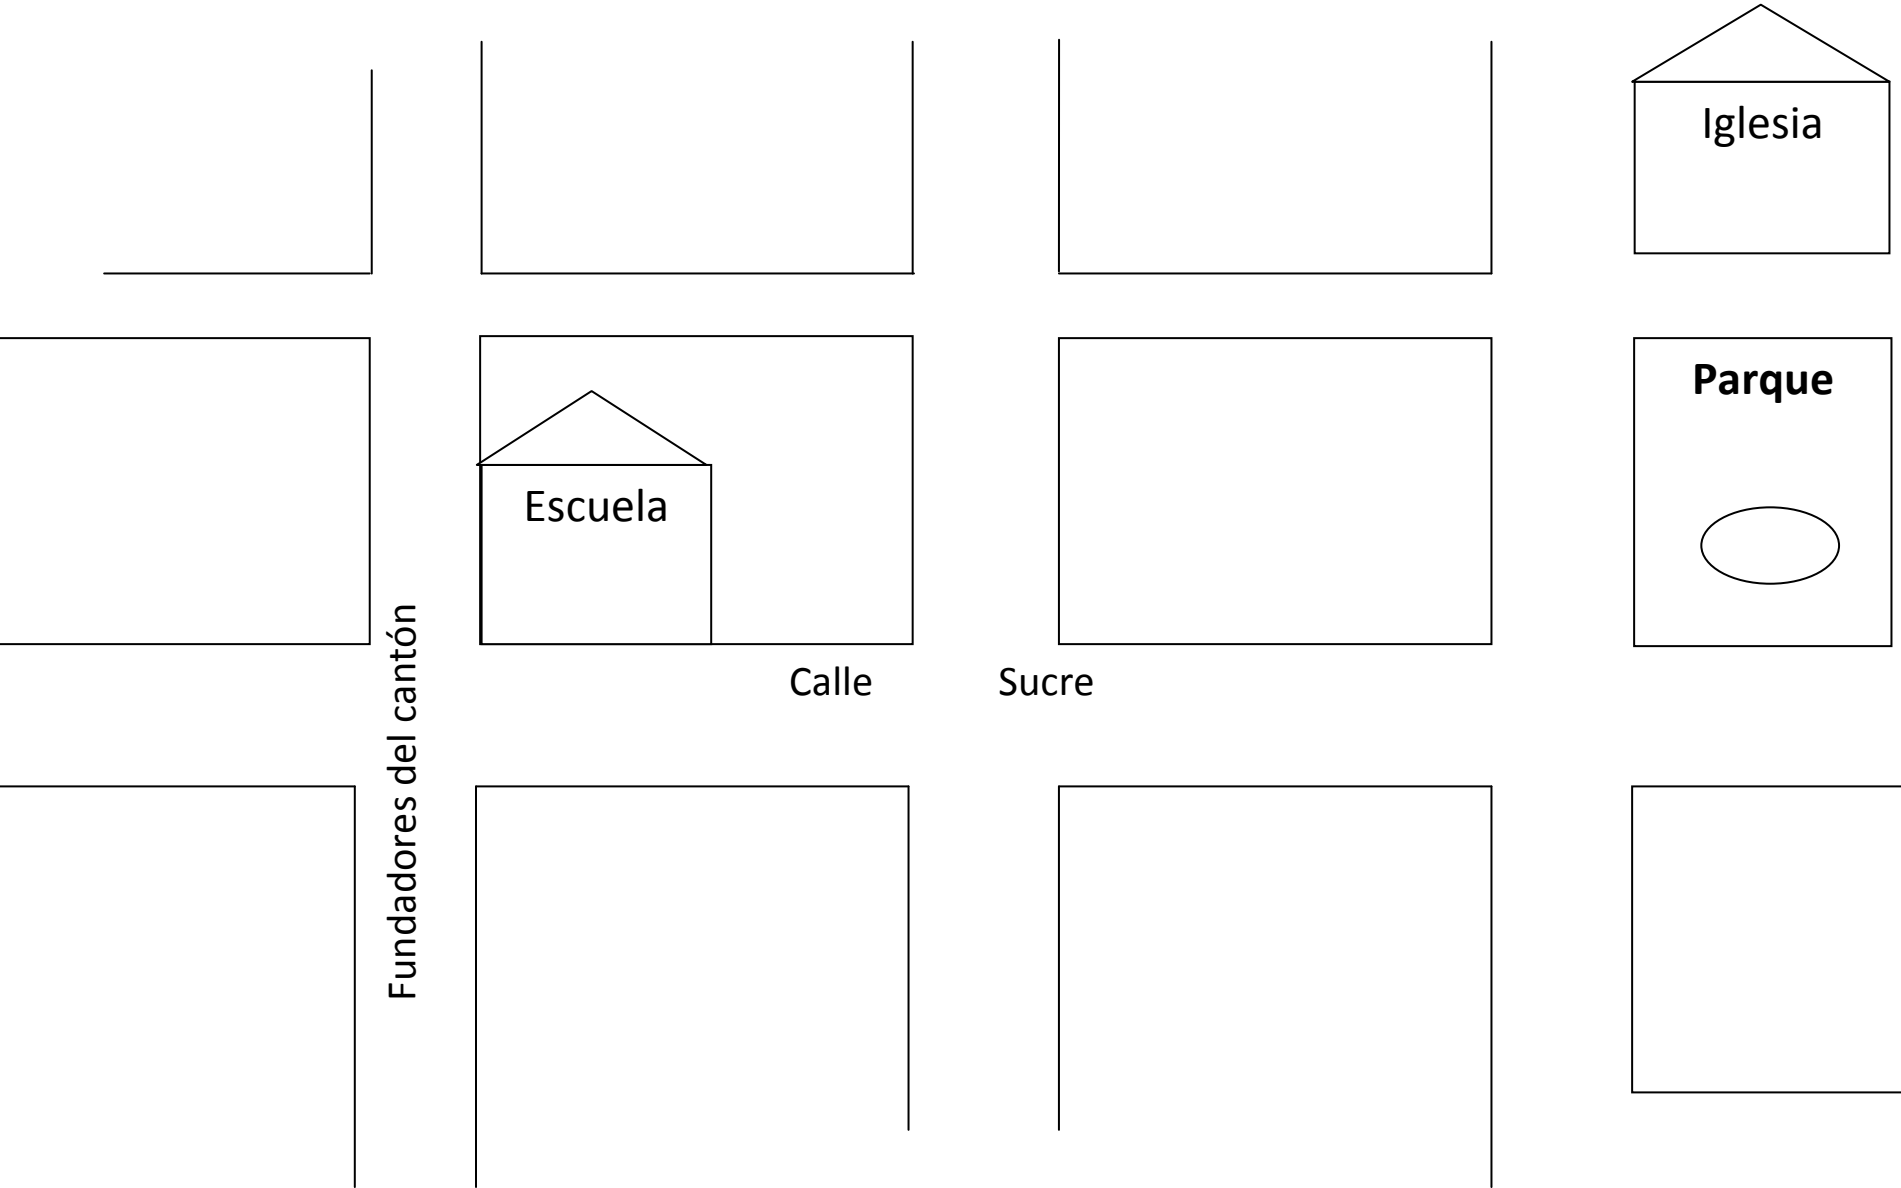 Iglesia
Parque
Escuela
Calle Sucre
Fundadores del cantón